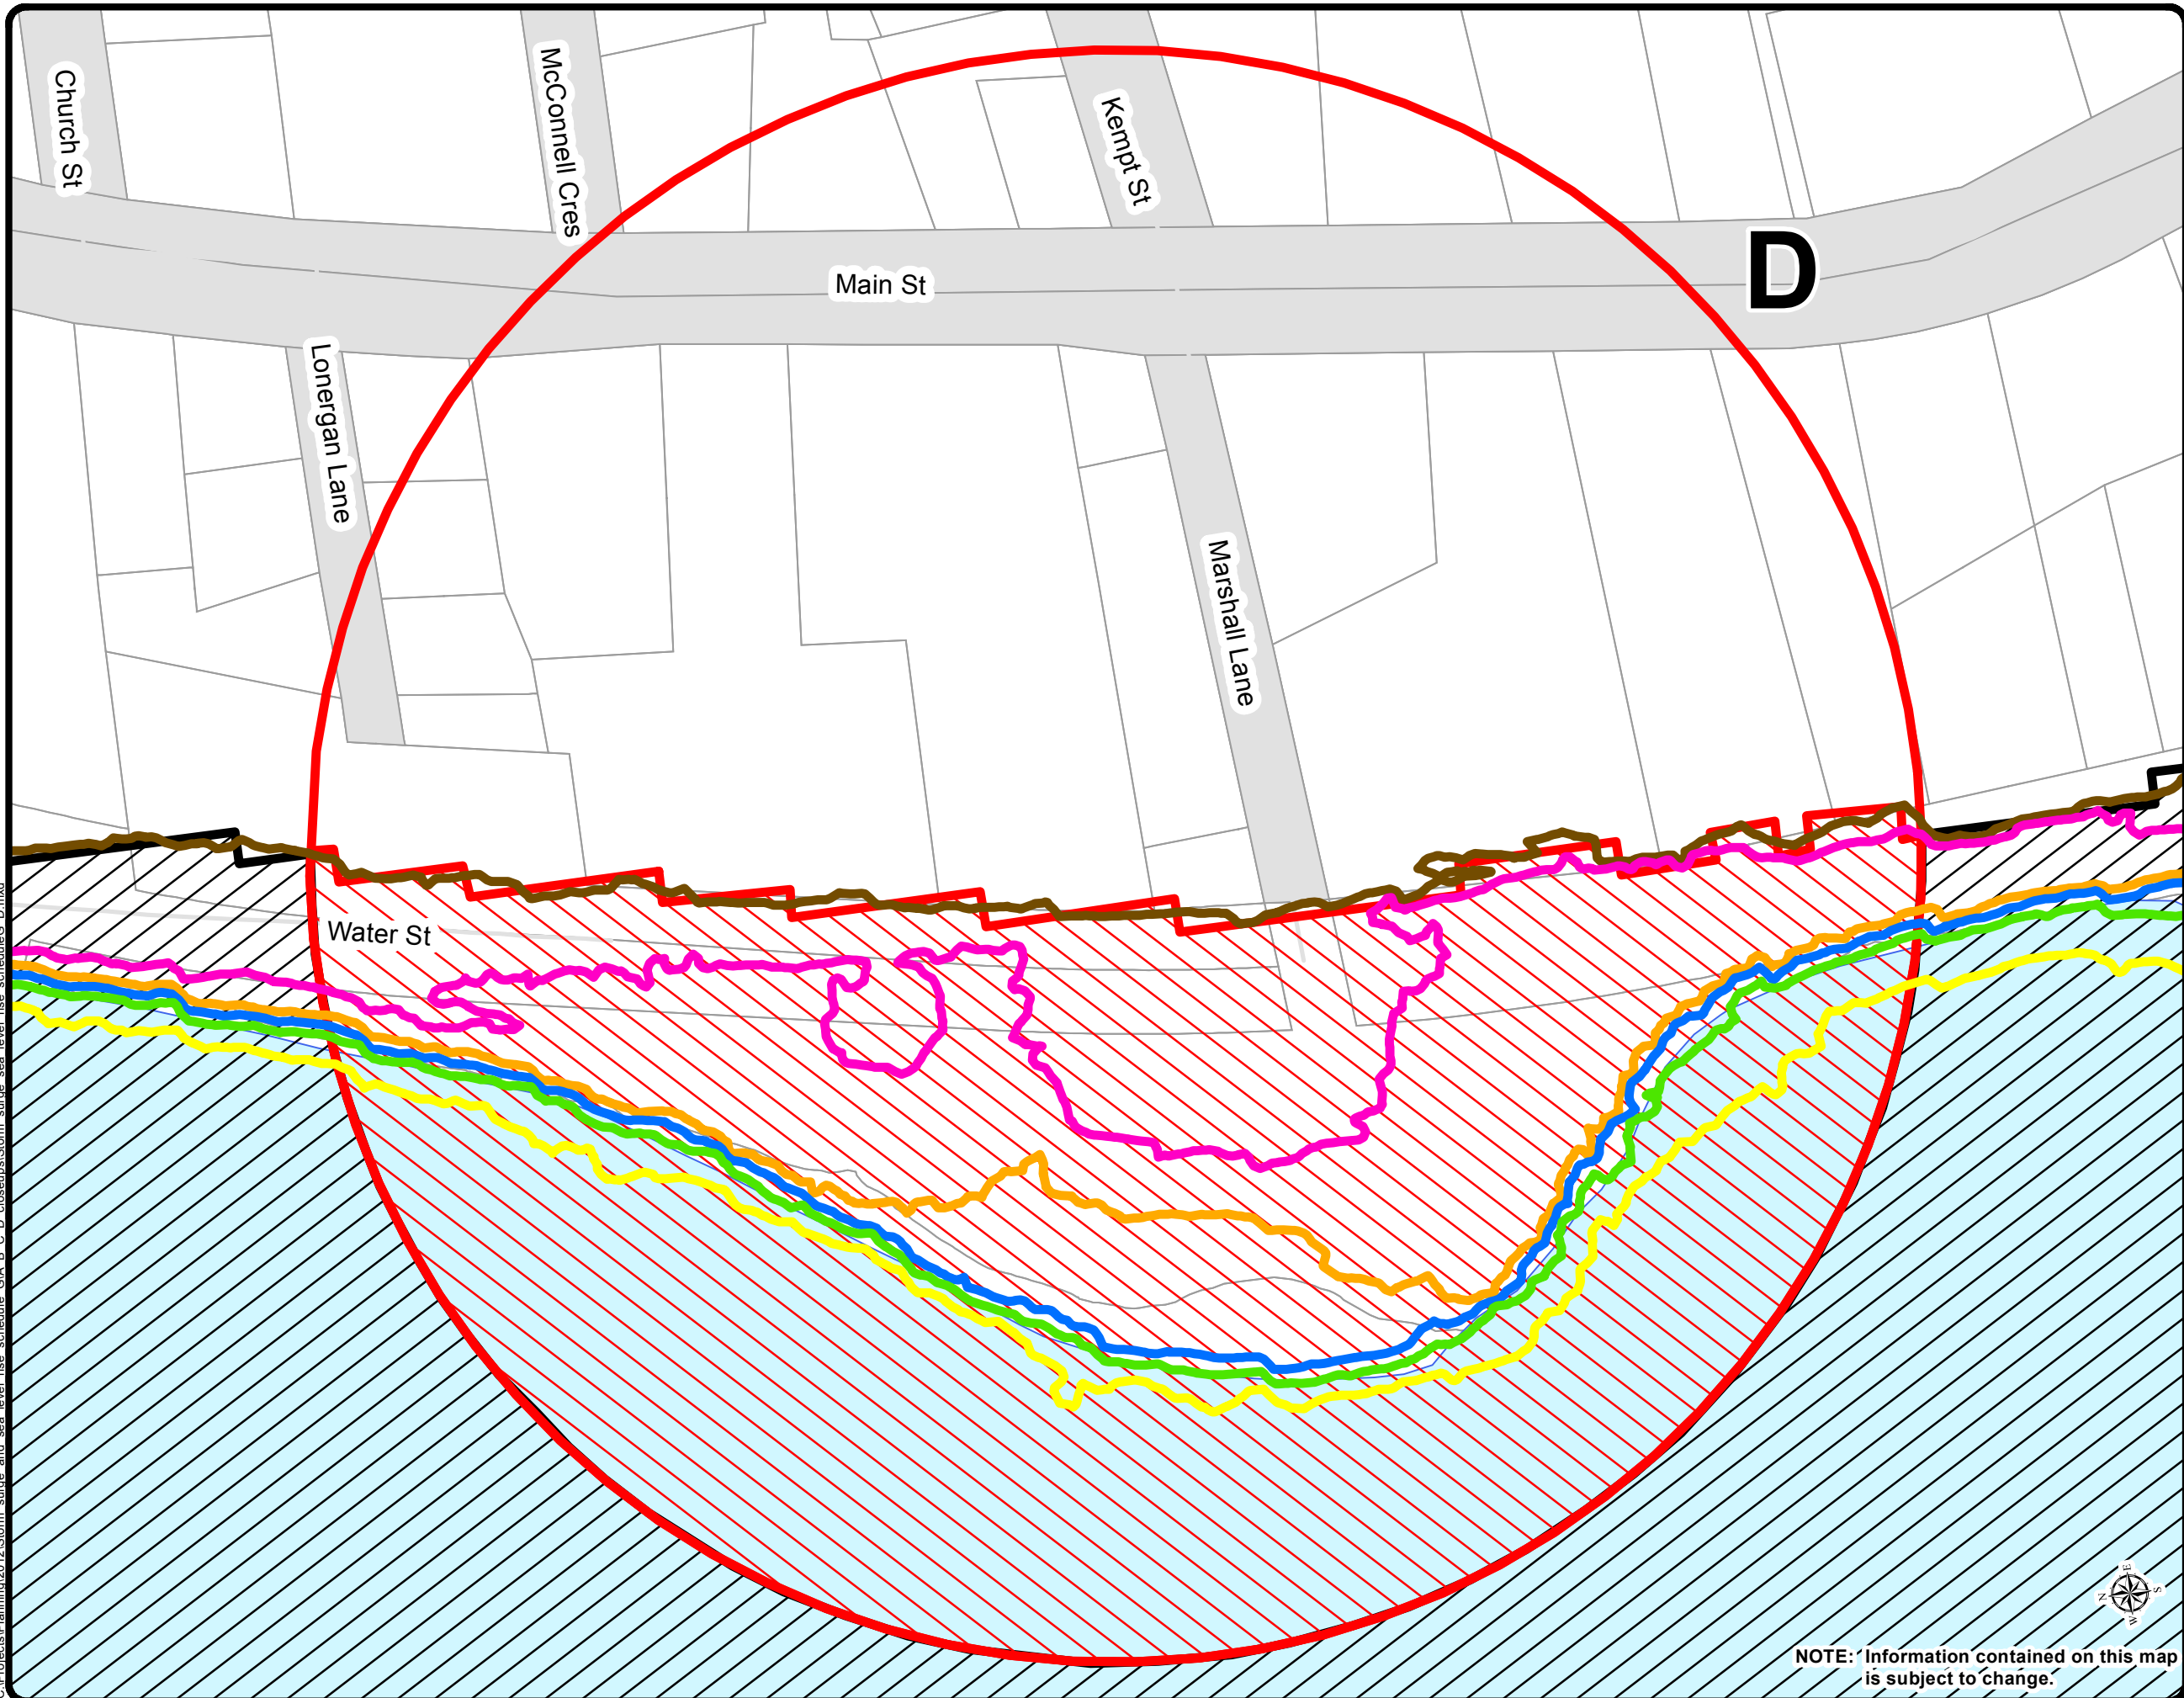 Church St
McConnell Cres
Kempt St
D
Main St
Lonergan Lane
Marshall Lane
Water St
E
N
S
W
NOTE: Information contained on this map
is subject to change.